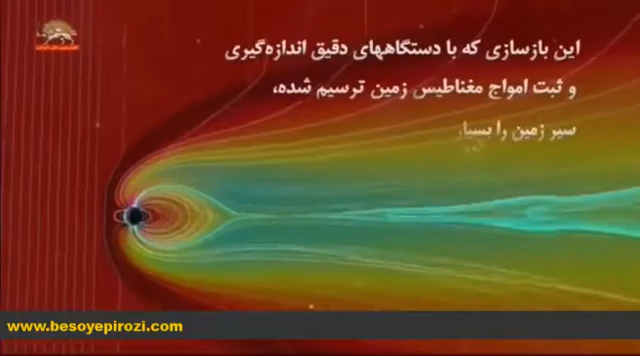 این بازسازی که با دستگاههای دقیق اندازه‌گیری
و ثبت امواج مغناطیس زمین ترسیم شده،
سیر زمین را بسیار
www.besoyepirozi.com